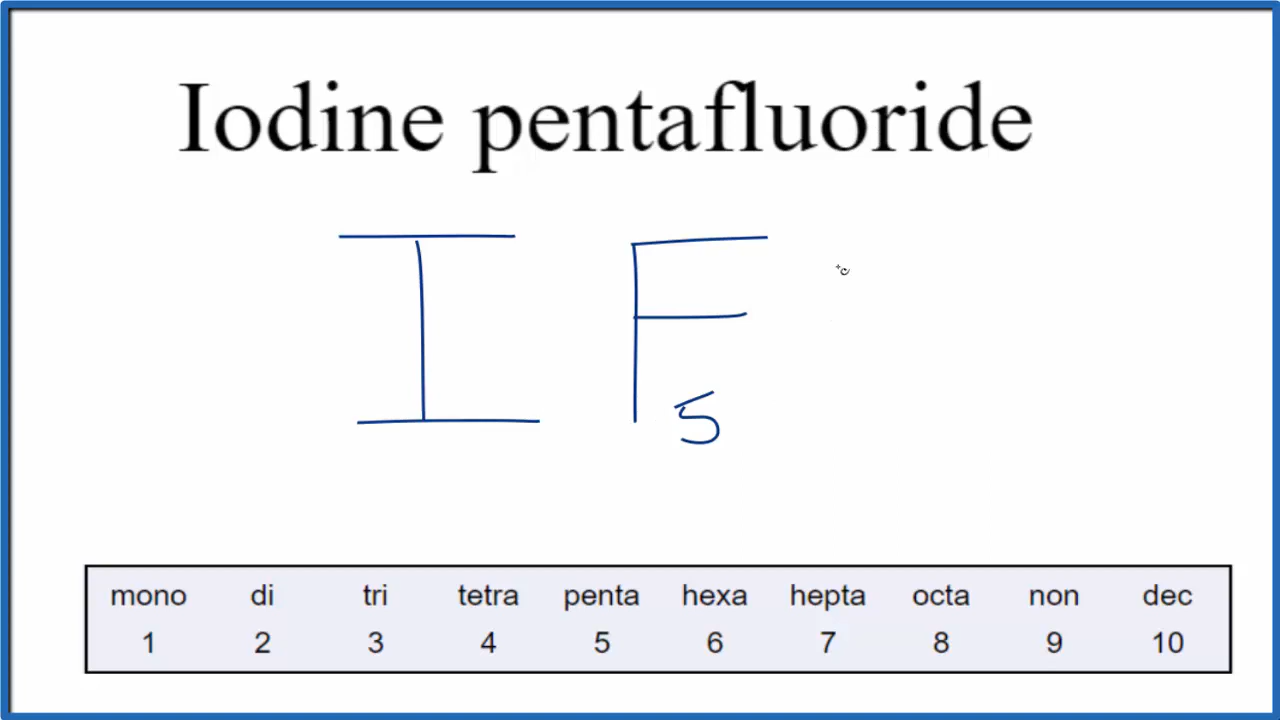 Iodine pentafluoride
I F5
mono di tri tetra penta hexa hepta octa non dec
1 2 3 4 5 6 7 8 9 10